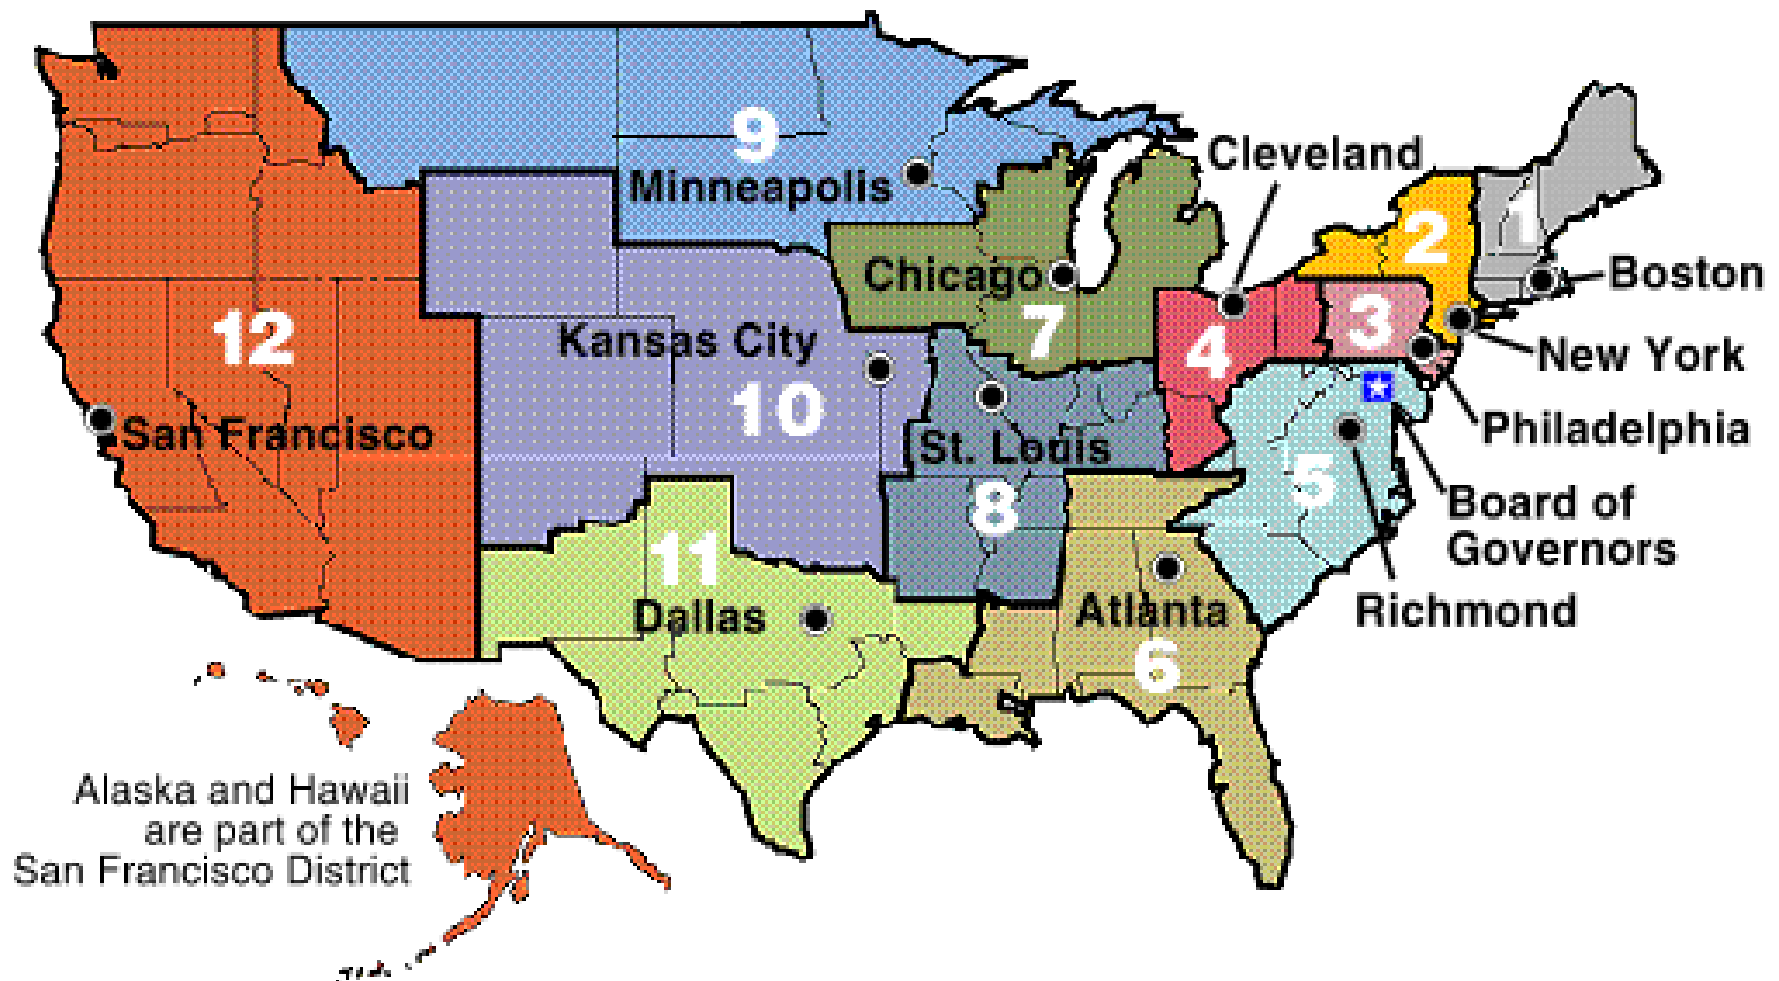 Cleveland
9
Minneapolis
1
2
Boston
Chicago
12
7
4
3
Kansas City
New York
10
San Francisco
St. Louis
Philadelphia
5
8
Board of
Governors
11
Dallas
Atlanta
Richmond
6
Alaska and Hawaii
are part of the
San Francisco District